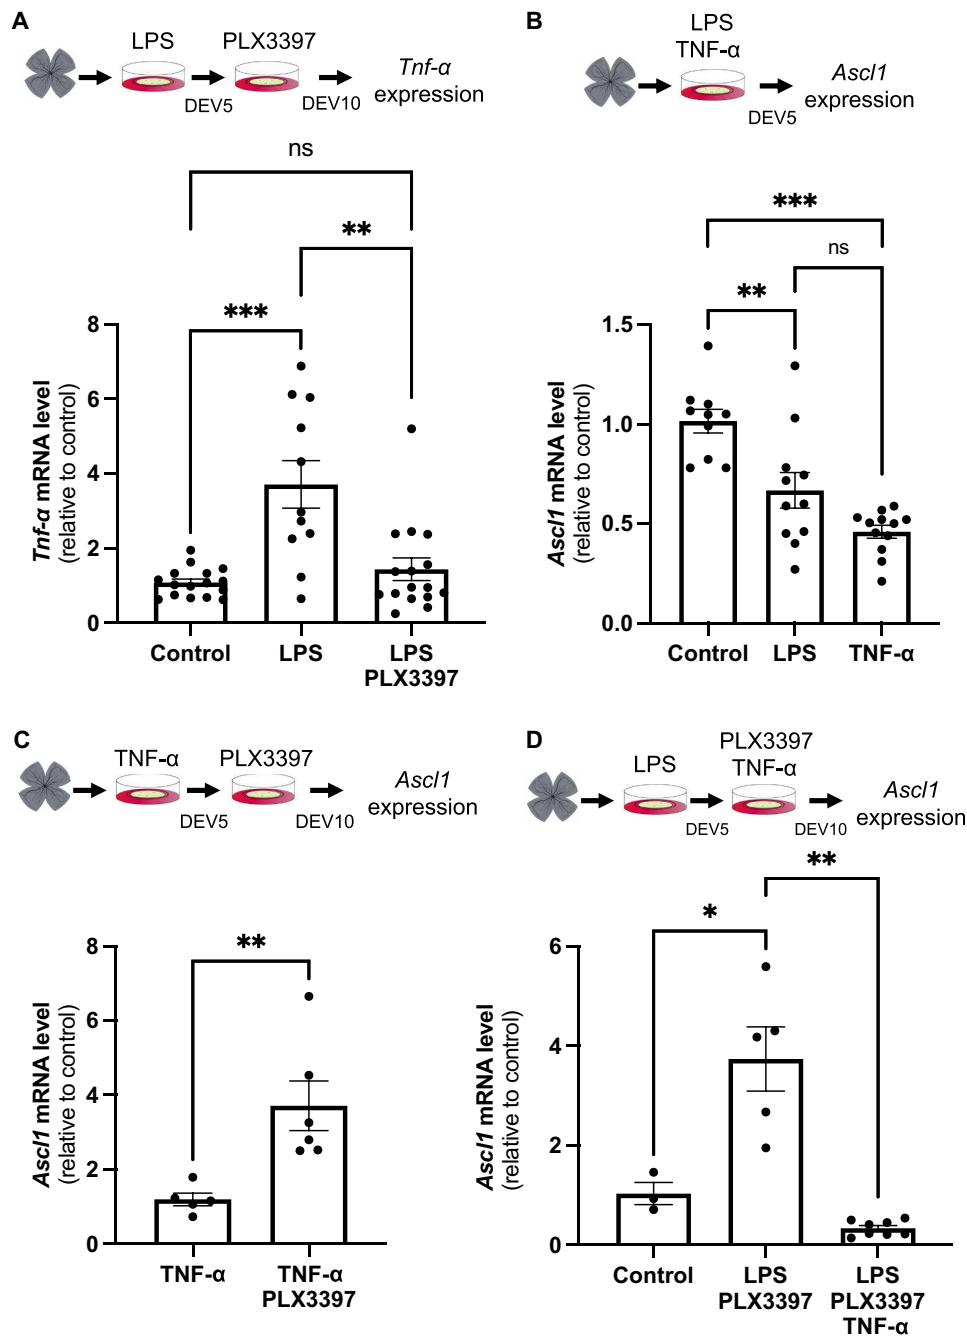 A
LPS
PLX3397
DEV5
DEV10
Tnf-α
expression
ns
**
***
8
6
4
2
0
Tnf-α mRNA level
(relative to control)
Control
LPS
LPS
PLX3397
B
LPS
TNF-α
DEV5
Ascl1
expression
***
ns
**
1.5
1.0
0.5
0.0
Ascl1 mRNA level
(relative to control)
Control
LPS
TNF-α
C
TNF-α
PLX3397
DEV5
DEV10
Ascl1
expression
**
8
6
4
2
0
Ascl1 mRNA level
(relative to control)
TNF-α
TNF-α
PLX3397
D
LPS
PLX3397
TNF-α
DEV5
DEV10
Ascl1
expression
**
*
6
4
2
0
Ascl1 mRNA level
(relative to control)
Control
LPS
PLX3397
LPS
PLX3397
TNF-α